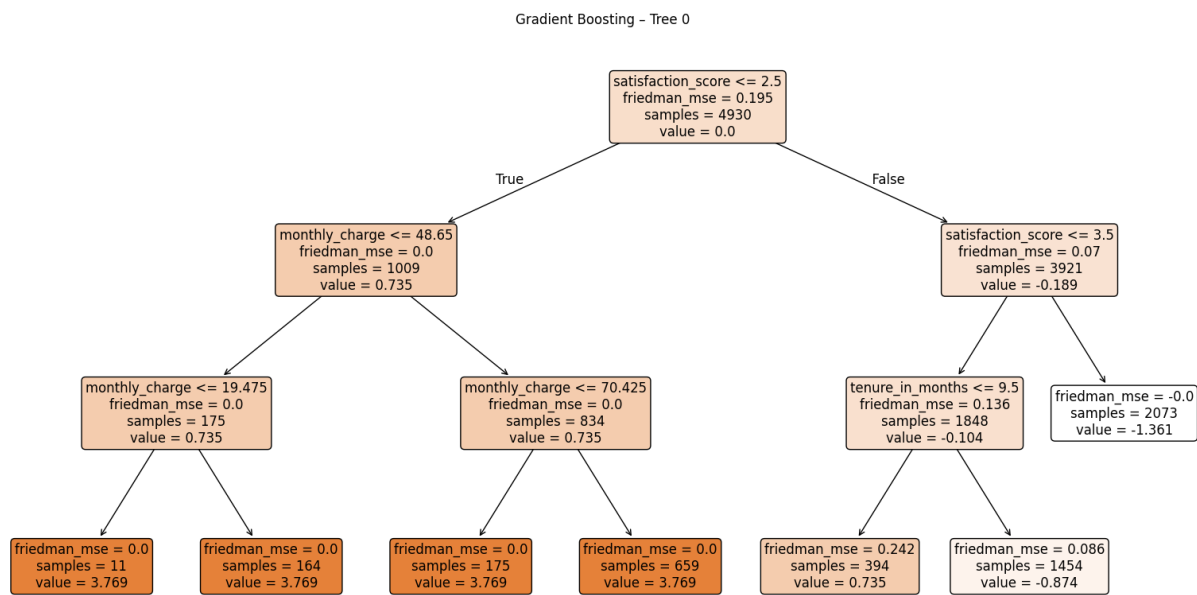 Gradient Boosting – Tree 0
satisfaction_score <= 2.5
friedman_mse = 0.195
samples = 4930
value = 0.0
True
False
monthly_charge <= 48.65
friedman_mse = 0.0
samples = 1009
value = 0.735
satisfaction_score <= 3.5
friedman_mse = 0.07
samples = 3921
value = -0.189
monthly_charge <= 19.475
friedman_mse = 0.0
samples = 175
value = 0.735
monthly_charge <= 70.425
friedman_mse = 0.0
samples = 834
value = 0.735
tenure_in_months <= 9.5
friedman_mse = 0.136
samples = 1848
value = -0.104
friedman_mse = -0.0
samples = 2073
value = -1.361
friedman_mse = 0.0
samples = 11
value = 3.769
friedman_mse = 0.0
samples = 164
value = 3.769
friedman_mse = 0.0
samples = 175
value = 3.769
friedman_mse = 0.0
samples = 659
value = 3.769
friedman_mse = 0.242
samples = 394
value = 0.735
friedman_mse = 0.086
samples = 1454
value = -0.874